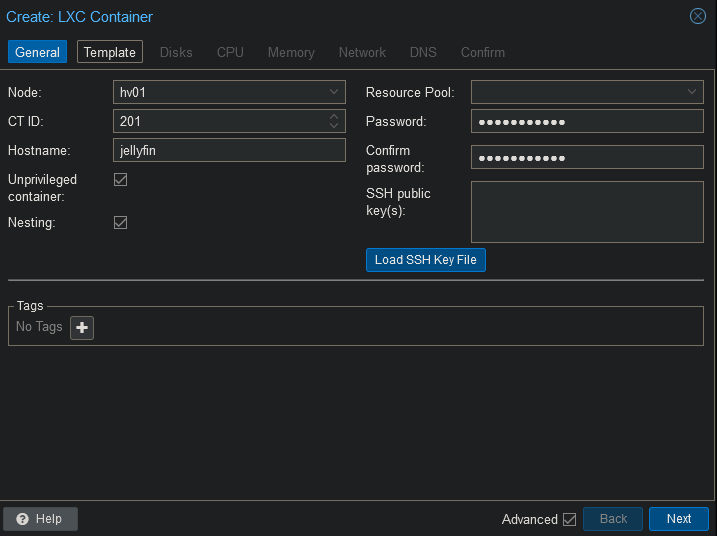 Create: LXC Container
General Template Disks CPU Memory Network DNS Confirm
Node: hv01
CT ID: 201
Hostname: jellyfin
Unprivileged
container:
Nesting:
Resource Pool:
Password: ●●●●●●●●●●●
Confirm
password: ●●●●●●●●●●●
SSH public
key(s):
Load SSH Key File
Tags
No Tags
Help
Advanced Back Next